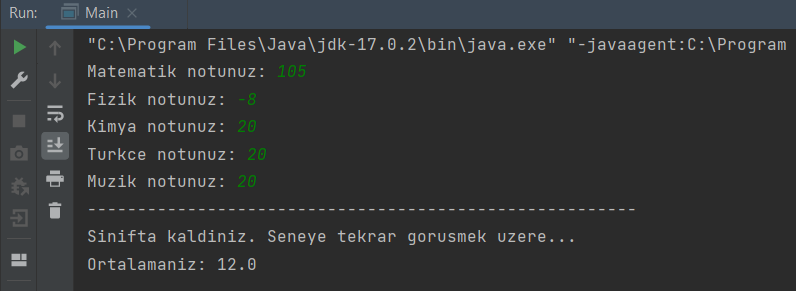 Run: Main
"C:\Program Files\Java\jdk-17.0.2\bin\java.exe" "-javaagent:C:\Program
Matematik notunuz: 105
Fizik notunuz: -8
Kimya notunuz: 20
Turkce notunuz: 20
Muzik notunuz: 20
-------------------------------------------------------
Sinifta kaldiniz. Seneye tekrar gorusmek uzere...
Ortalamaniz: 12.0